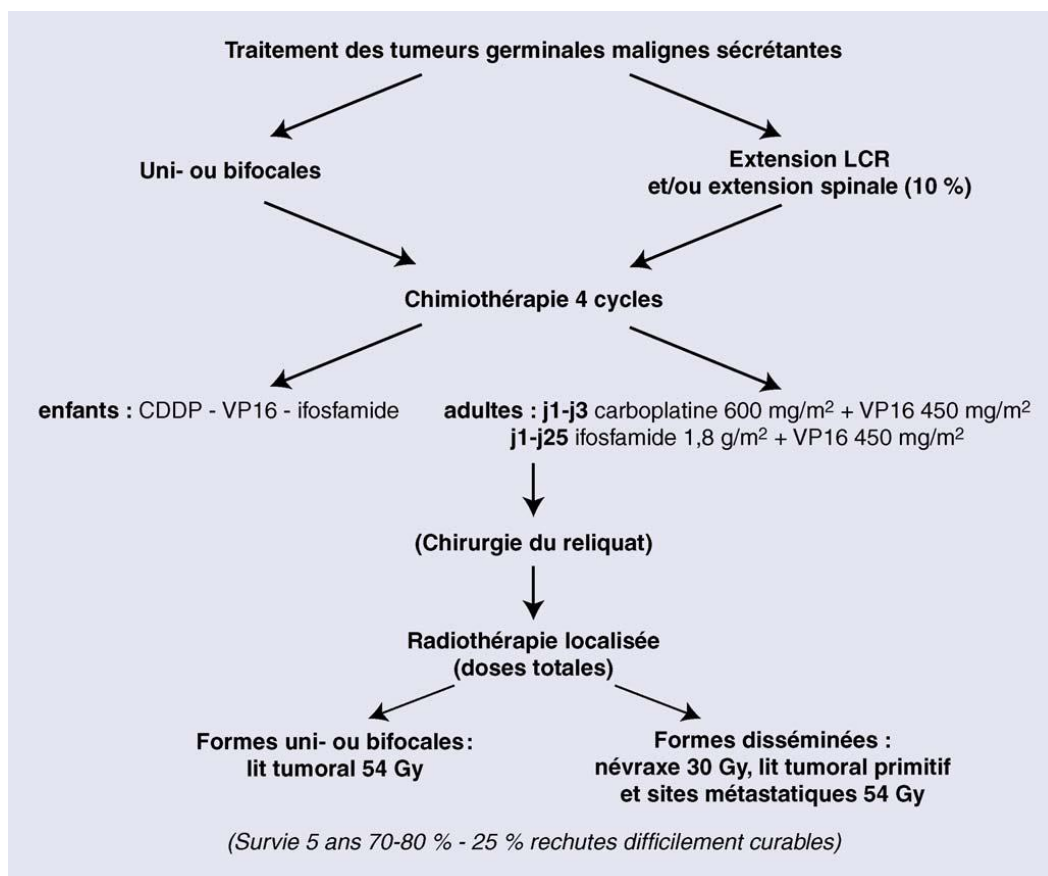 Traitement des tumeurs germinales malignes sécrétantes
Uni- ou bifocales
Extension LCR
et/ou extension spinale (10 %)
Chimiothérapie 4 cycles
enfants : CDDP - VP16 - ifosfamide
adultes : j1-j3 carboplatine 600 mg/m² + VP16 450 mg/m²
j1-j25 ifosfamide 1,8 g/m² + VP16 450 mg/m²
(Chirurgie du reliquat)
Radiothérapie localisée
(doses totales)
Formes uni- ou bifocales :
lit tumoral 54 Gy
Formes disséminées :
névraxe 30 Gy, lit tumoral primitif
et sites métastatiques 54 Gy
(Survie 5 ans 70-80 % - 25 % rechutes difficilement curables)